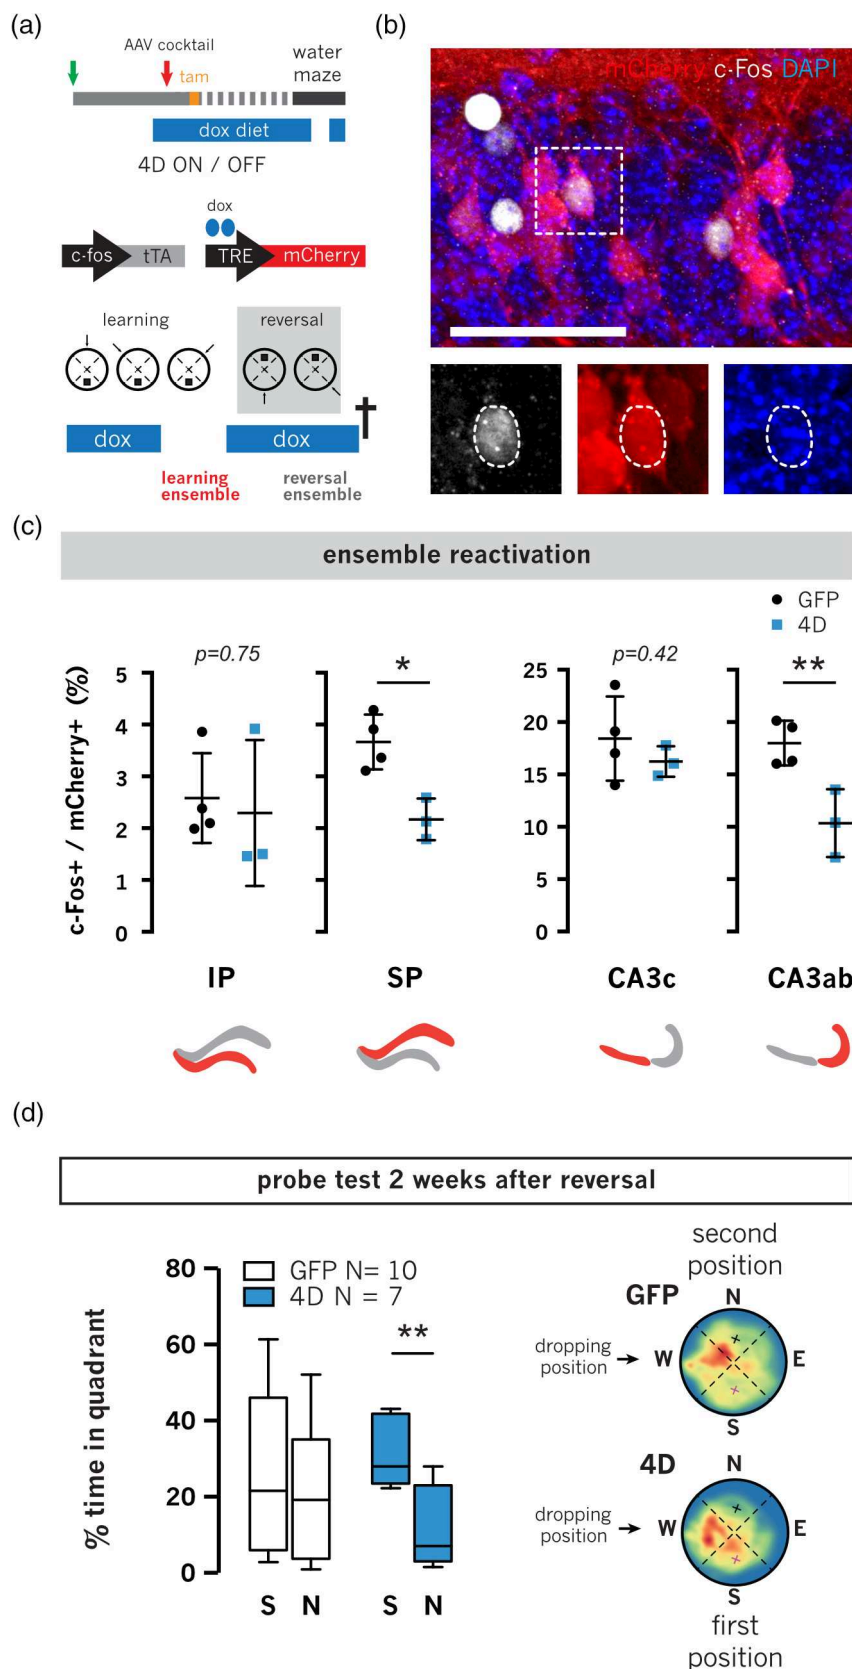 (a)
AAV cocktail
water
maze
tam
dox diet
4D ON / OFF
dox
c-fos
tTA
TRE
mCherry
learning
reversal
dox
dox
learning
ensemble
reversal
ensemble
(b)
mCherry c-Fos DAPI
(c)
ensemble reactivation
GFP
4D
c-Fos+ / mCherry+ (%)
5
4
3
2
1
0
p=0.75
*
25
20
15
10
5
0
p=0.42
**
IP
SP
CA3c
CA3ab
(d)
probe test 2 weeks after reversal
% time in quadrant
80
60
40
20
0
GFP N= 10
4D N = 7
**
S
N
S
N
second
position
GFP
N
dropping
position
W
E
S
4D
N
dropping
position
W
E
S
first
position